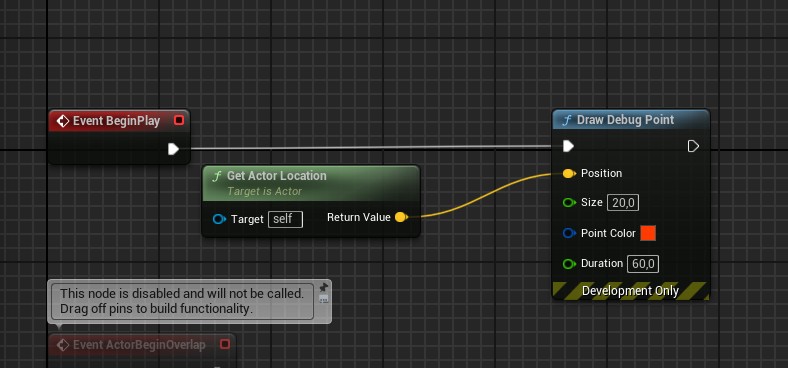 Event BeginPlay
Draw Debug Point
Get Actor Location
Target is Actor
Target self
Return Value
Position
Size 20,0
Point Color
Duration 60,0
Development Only
This node is disabled and will not be called.
Drag off pins to build functionality.
Event ActorBeginOverlap